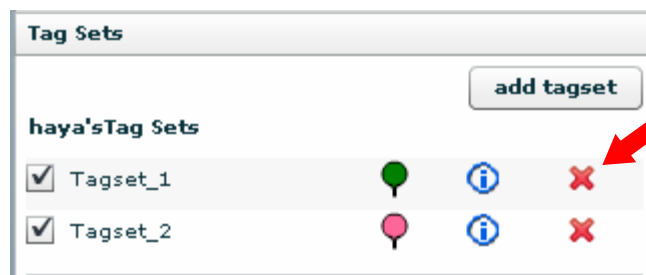 Tag Sets
add tagset
haya'sTag Sets
Tagset_1
Tagset_2